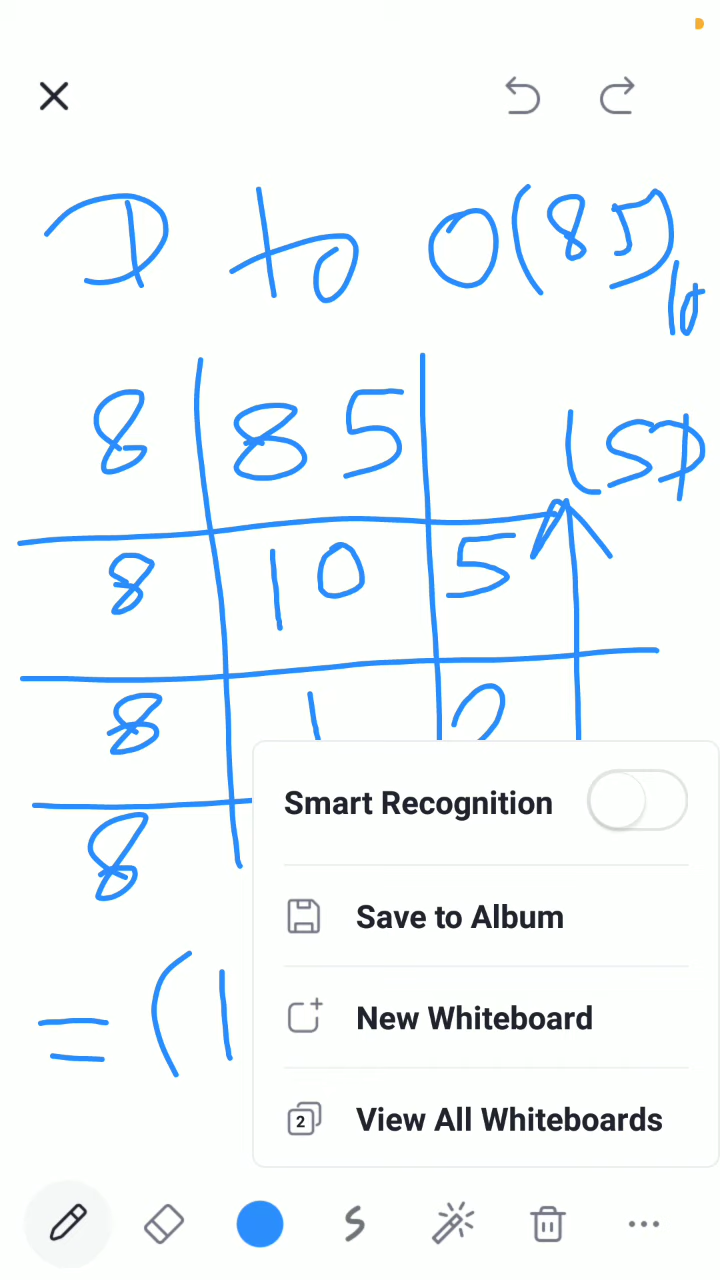 D to O(85)10
8 85 LSD
8 10 5
8 1 2
8
= (1
Smart Recognition
Save to Album
New Whiteboard
2 View All Whiteboards